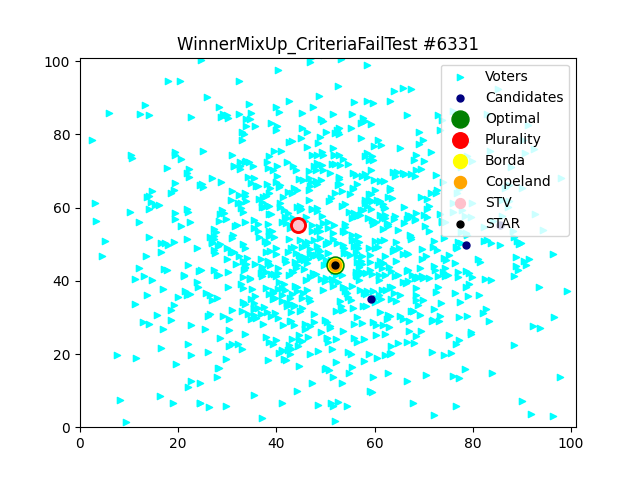 WinnerMixUp_CriteriaFailTest #6331
100
80
60
40
20
0
0
20
40
60
80
100
Voters
Candidates
Optimal
Plurality
Borda
Copeland
STV
STAR